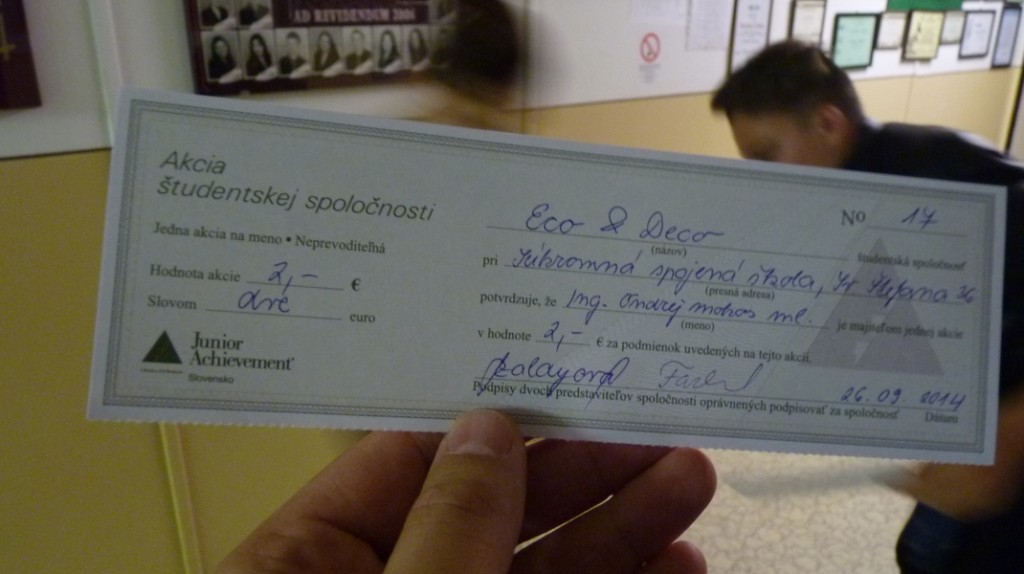 AD REVIDENDUM 2006
Akcia
študentskej spoločnosti
Jedna akcia na meno • Neprevoditeľná
Hodnota akcie 2,- €
Slovom dve euro
Junior
Achievement
Slovensko
Nº 17
Eco & Deco
(názov) študentská spoločnosť
pri Súkromná spojená škola, 36
(presná adresa)
potvrdzuje, že Ing. Ondrej ml. je majiteľom jednej akcie
(meno)
v hodnote 2,- € za podmienok uvedených na tejto akcii.
26.09 2014
Podpisy dvoch predstaviteľov spoločnosti oprávnených podpisovať za spoločnosť Dátum